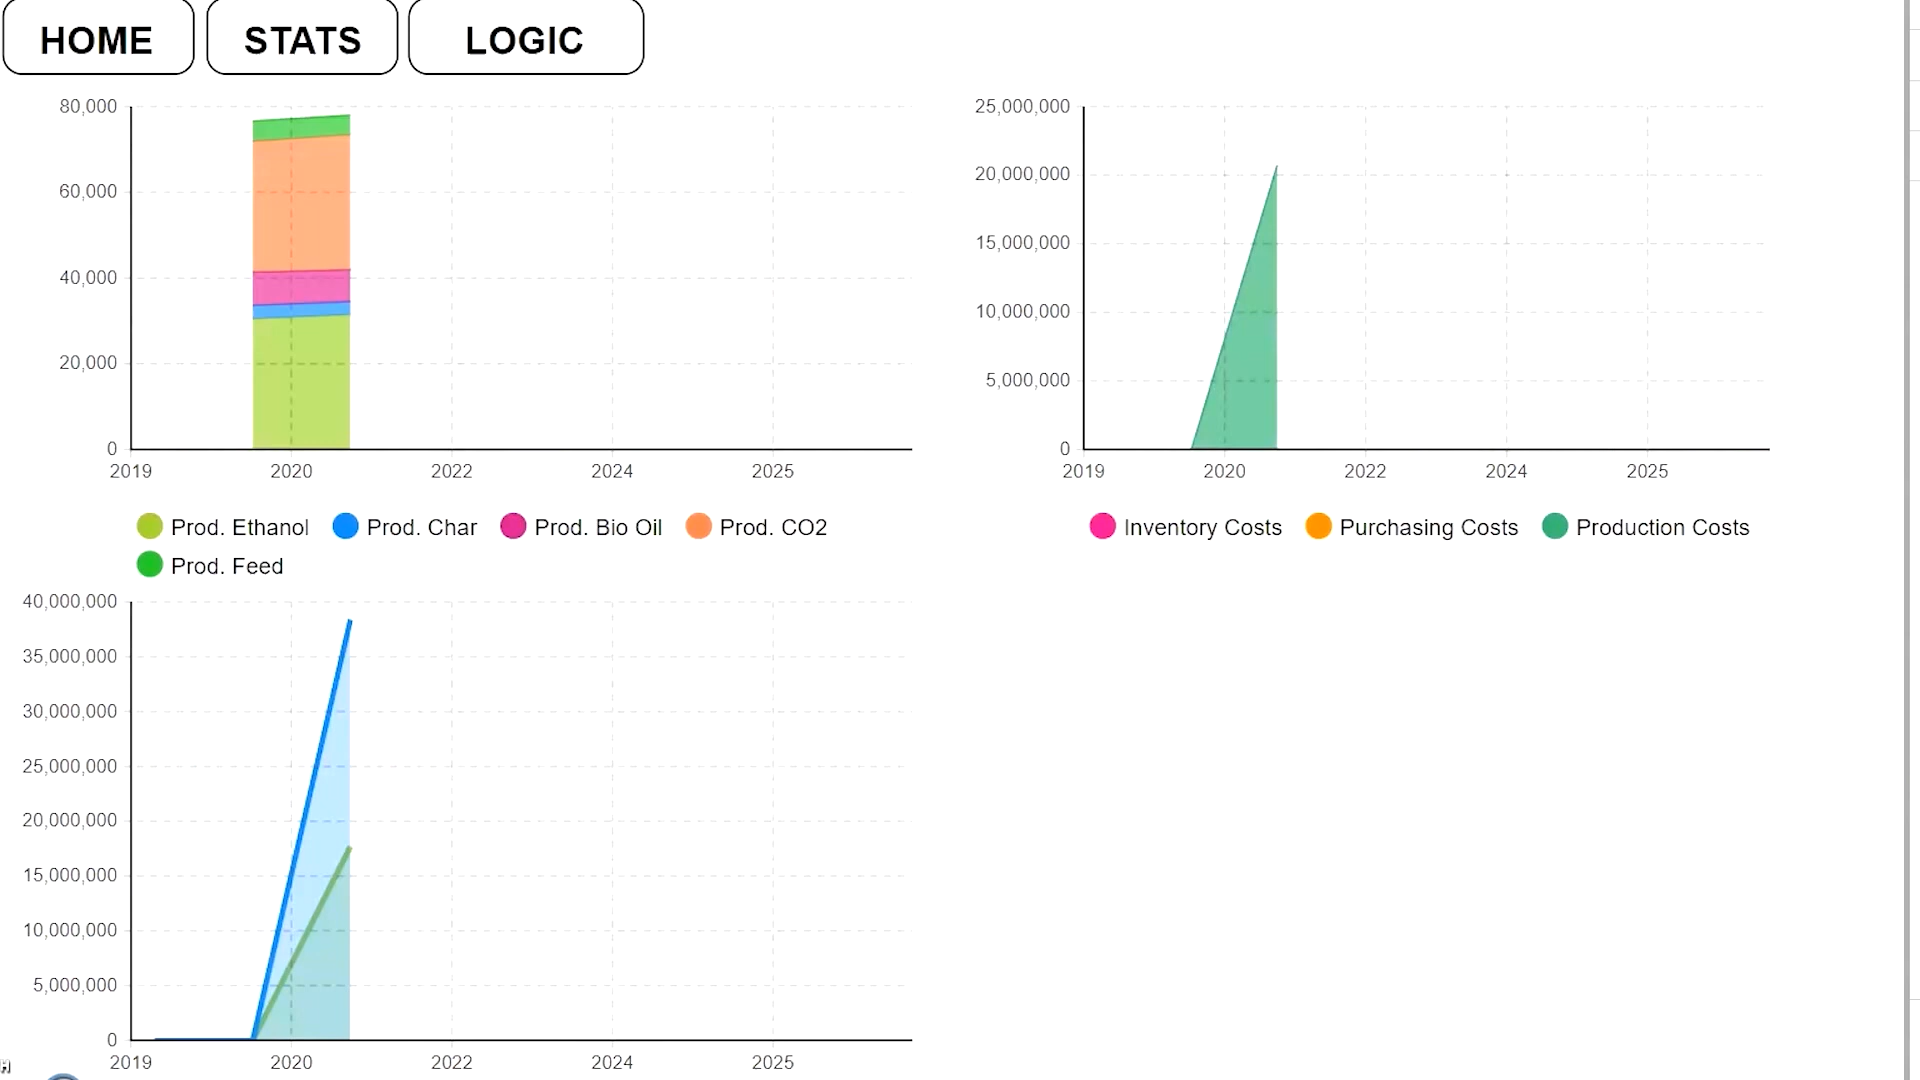 HOME STATS LOGIC
80,000
60,000
40,000
20,000
0
2019 2020 2022 2024 2025
Prod. Ethanol Prod. Char Prod. Bio Oil Prod. CO2
Prod. Feed
25,000,000
20,000,000
15,000,000
10,000,000
5,000,000
0
2019 2020 2022 2024 2025
Inventory Costs Purchasing Costs Production Costs
40,000,000
35,000,000
30,000,000
25,000,000
20,000,000
15,000,000
10,000,000
5,000,000
0
2019 2020 2022 2024 2025